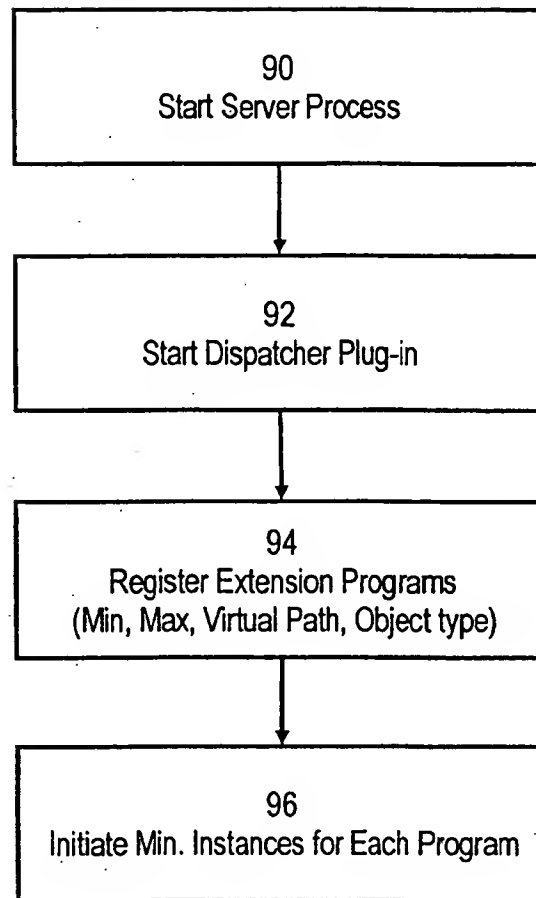 90
Start Server Process
92
Start Dispatcher Plug-in
94
Register Extension Programs
(Min, Max, Virtual Path, Object type)
96
Initiate Min. Instances for Each Program